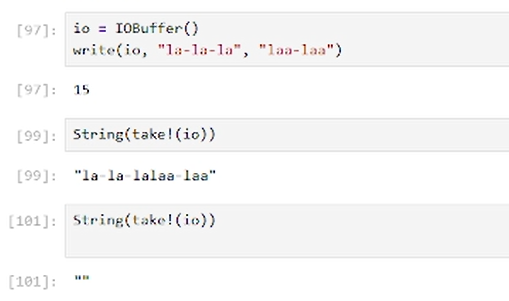 [97]: io = IOBuffer()
write(io, "la-la-la", "laa-laa")
[97]: 15
[99]: String(take!(io))
[99]: "la-la-lalaa-laa"
[101]: String(take!(io))
[101]: ""